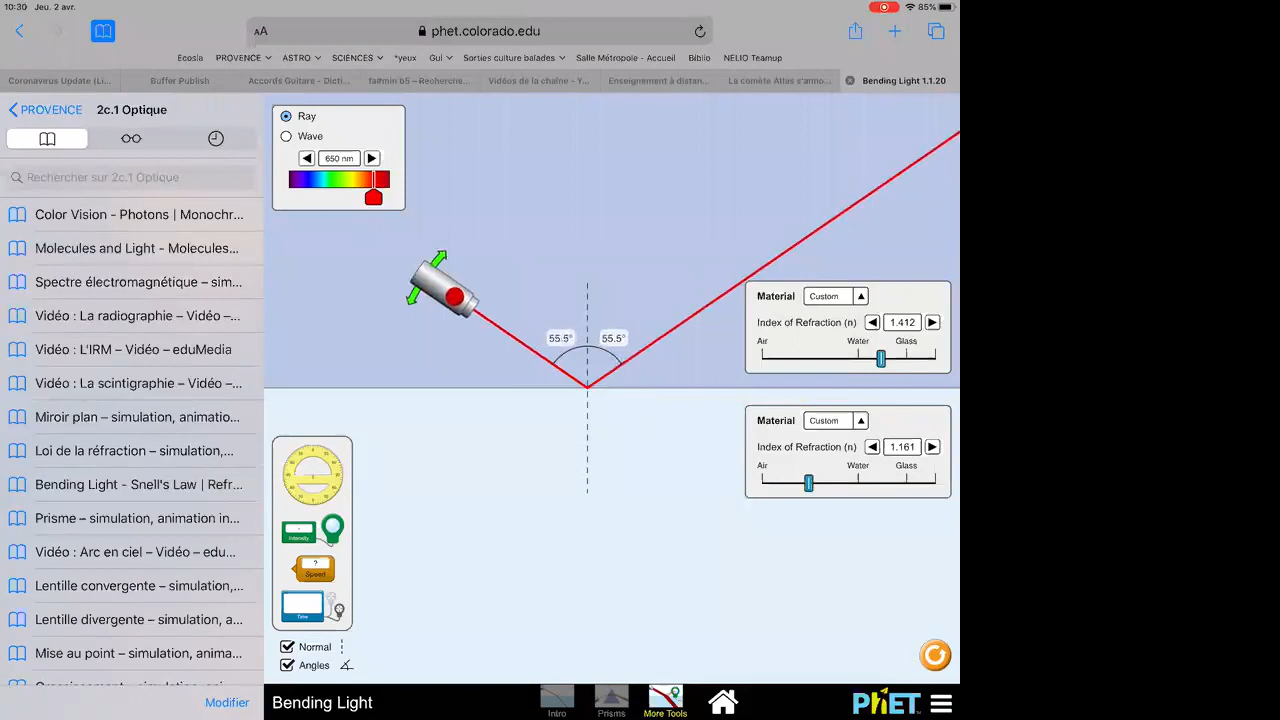 10:30 Jeu. 2 avr.
85%
AA
phet.colorado.edu
Ecosia PROVENCE ASTRO SCIENCES *yeux Gui Sorties culture balades Salle Métropole - Accueil Biblio NELIO Teamup
Coronavirus Update (Li...
Buffer Publish
Accords Guitare - Dicti...
fa#min b5 – Recherche...
Vidéos de la chaîne - Y...
Enseignement à distan...
La comète Atlas s'armo...
Bending Light 1.1.20
PROVENCE
2c.1 Optique
Rechercher sur 2c.1 Optique
Color Vision - Photons | Monochr...
Molecules and Light - Molecules...
Spectre électromagnétique – sim...
Vidéo : La radiographie – Vidéo –...
Vidéo : L'IRM – Vidéo – eduMedia
Vidéo : La scintigraphie – Vidéo –...
Miroir plan – simulation, animatio...
Loi de la réfraction – simulation,...
Bending Light - Snell's Law | Refr...
Prisme – simulation, animation in...
Vidéo : Arc en ciel – Vidéo – edu...
Lentille convergente – simulation,...
Lentille divergente – simulation, a...
Mise au point – simulation, anima...
Modifier
Ray
Wave
650 nm
55.5°
55.5°
Material
Custom
Index of Refraction (n)
1.412
Air
Water
Glass
Material
Custom
Index of Refraction (n)
1.161
Air
Water
Glass
Intensity
?
Speed
Time
Normal
Angles
Bending Light
Intro
Prisms
More Tools
PhET